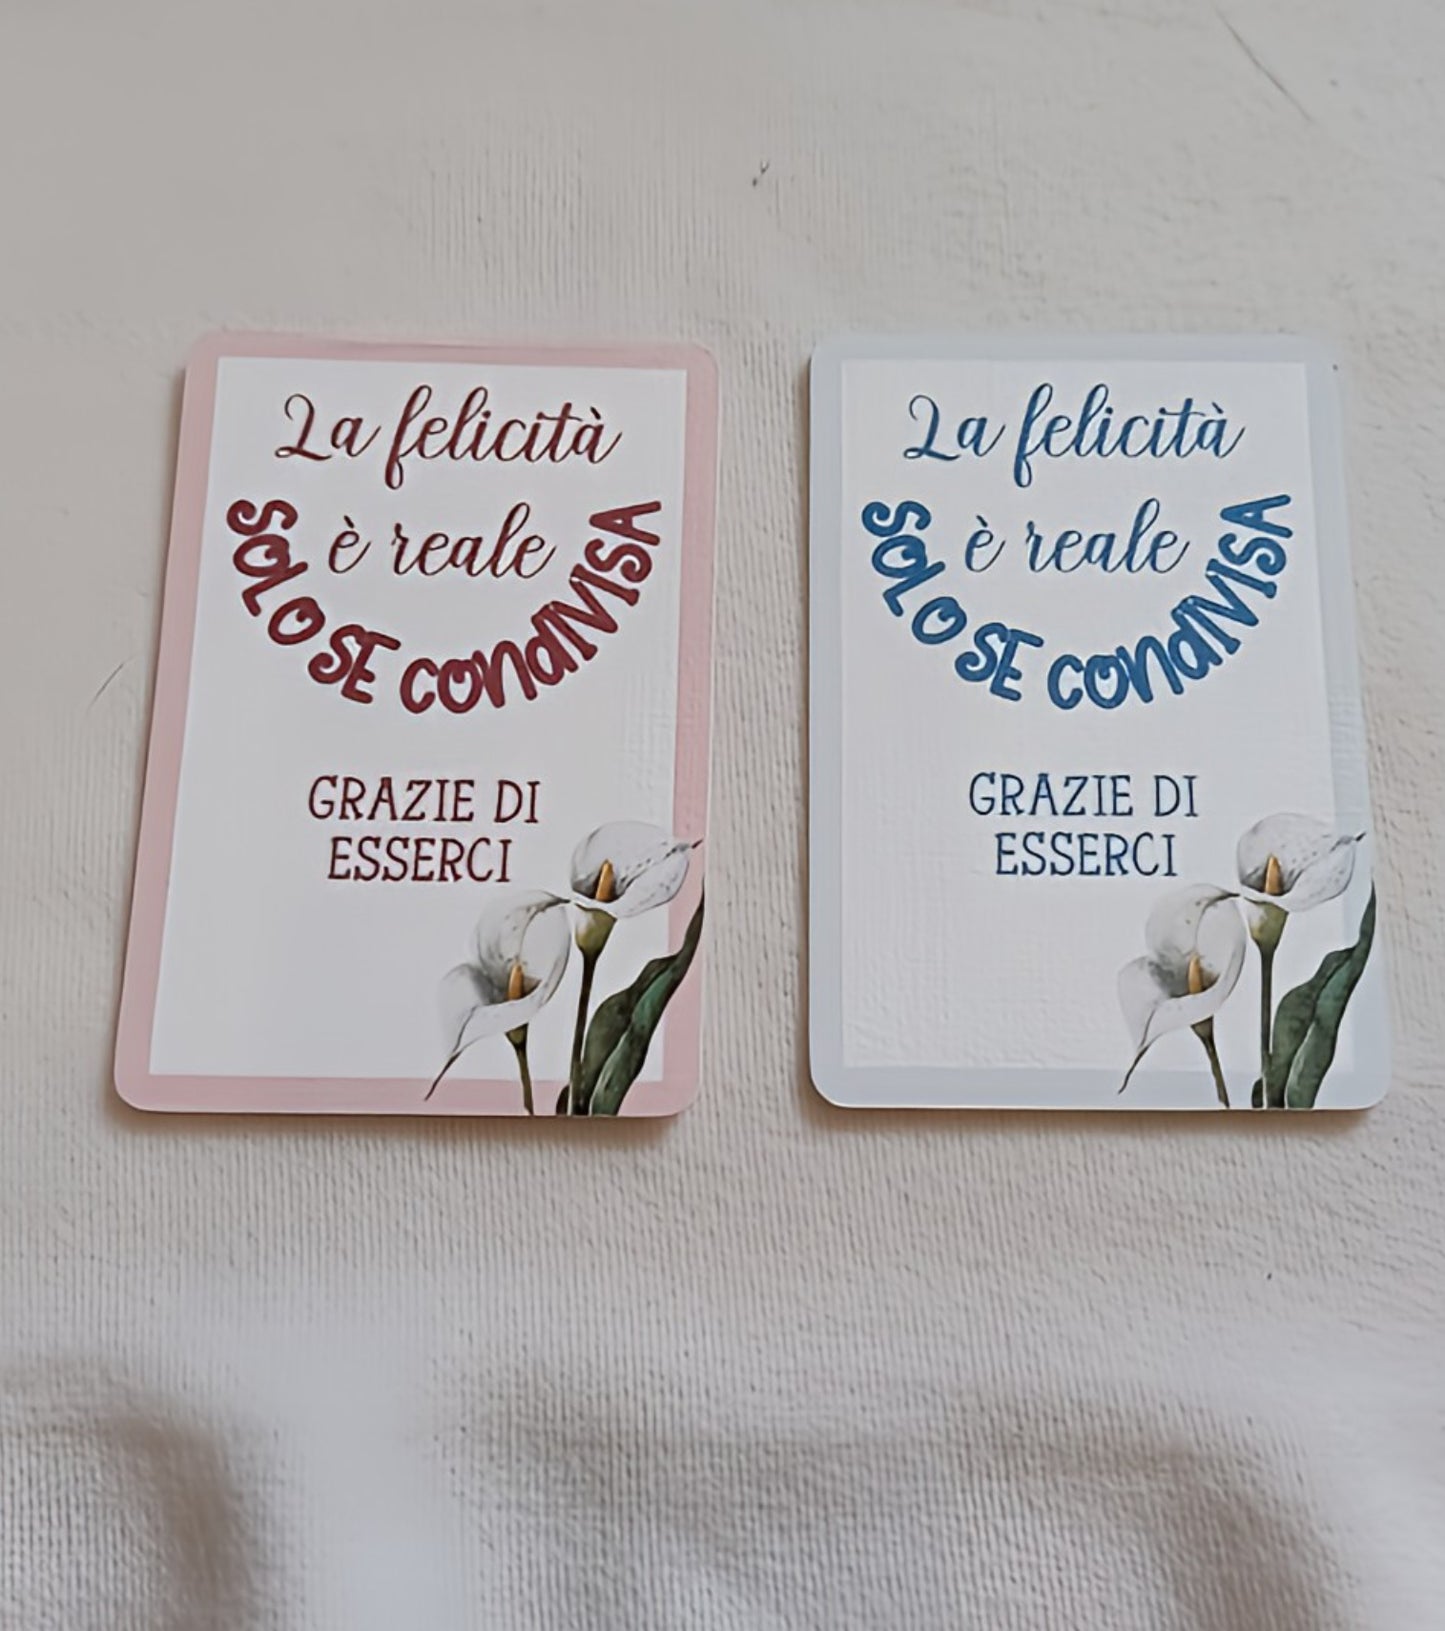 La felicità
è reale
SOLO SE condIVISA
GRAZIE DI
ESSERCI
La felicità
è reale
SOLO SE condIVISA
GRAZIE DI
ESSERCI